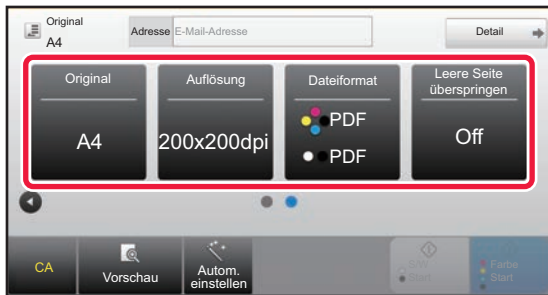 Original
A4
Adresse E-Mail-Adresse
Detail
Original
A4
Auflösung
200x200dpi
Dateiformat
PDF
PDF
Leere Seite
überspringen
Off
CA
Vorschau
Autom.
einstellen
S/W
Start
Farbe
Start